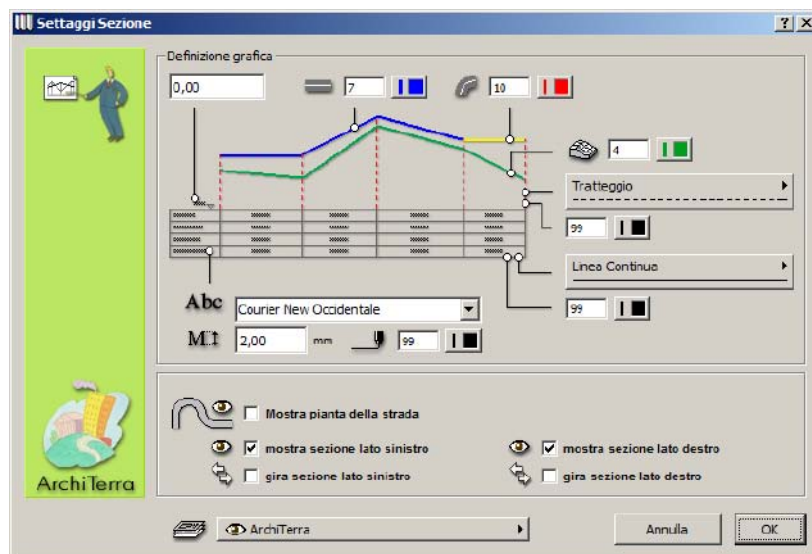 Settaggi Sezione
Definizione grafica
0,00
7
10
4
Tratteggio
99
Linea Continua
99
Abc
Courier New Occidentale
M
2,00 mm 99
Mostra pianta della strada
mostra sezione lato sinistro
mostra sezione lato destro
gira sezione lato sinistro
gira sezione lato destro
ArchiTerra
ArchiTerra
Annulla
OK